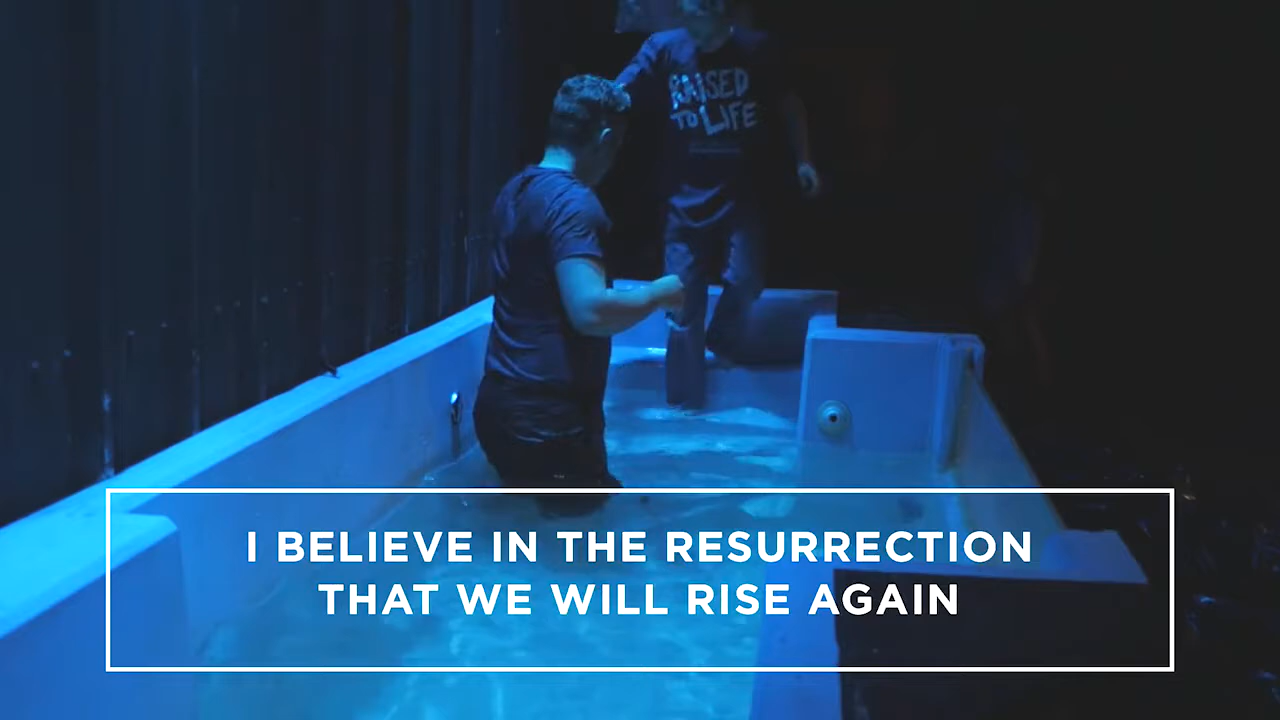 RAISED
TO LIFE
I BELIEVE IN THE RESURRECTION
THAT WE WILL RISE AGAIN